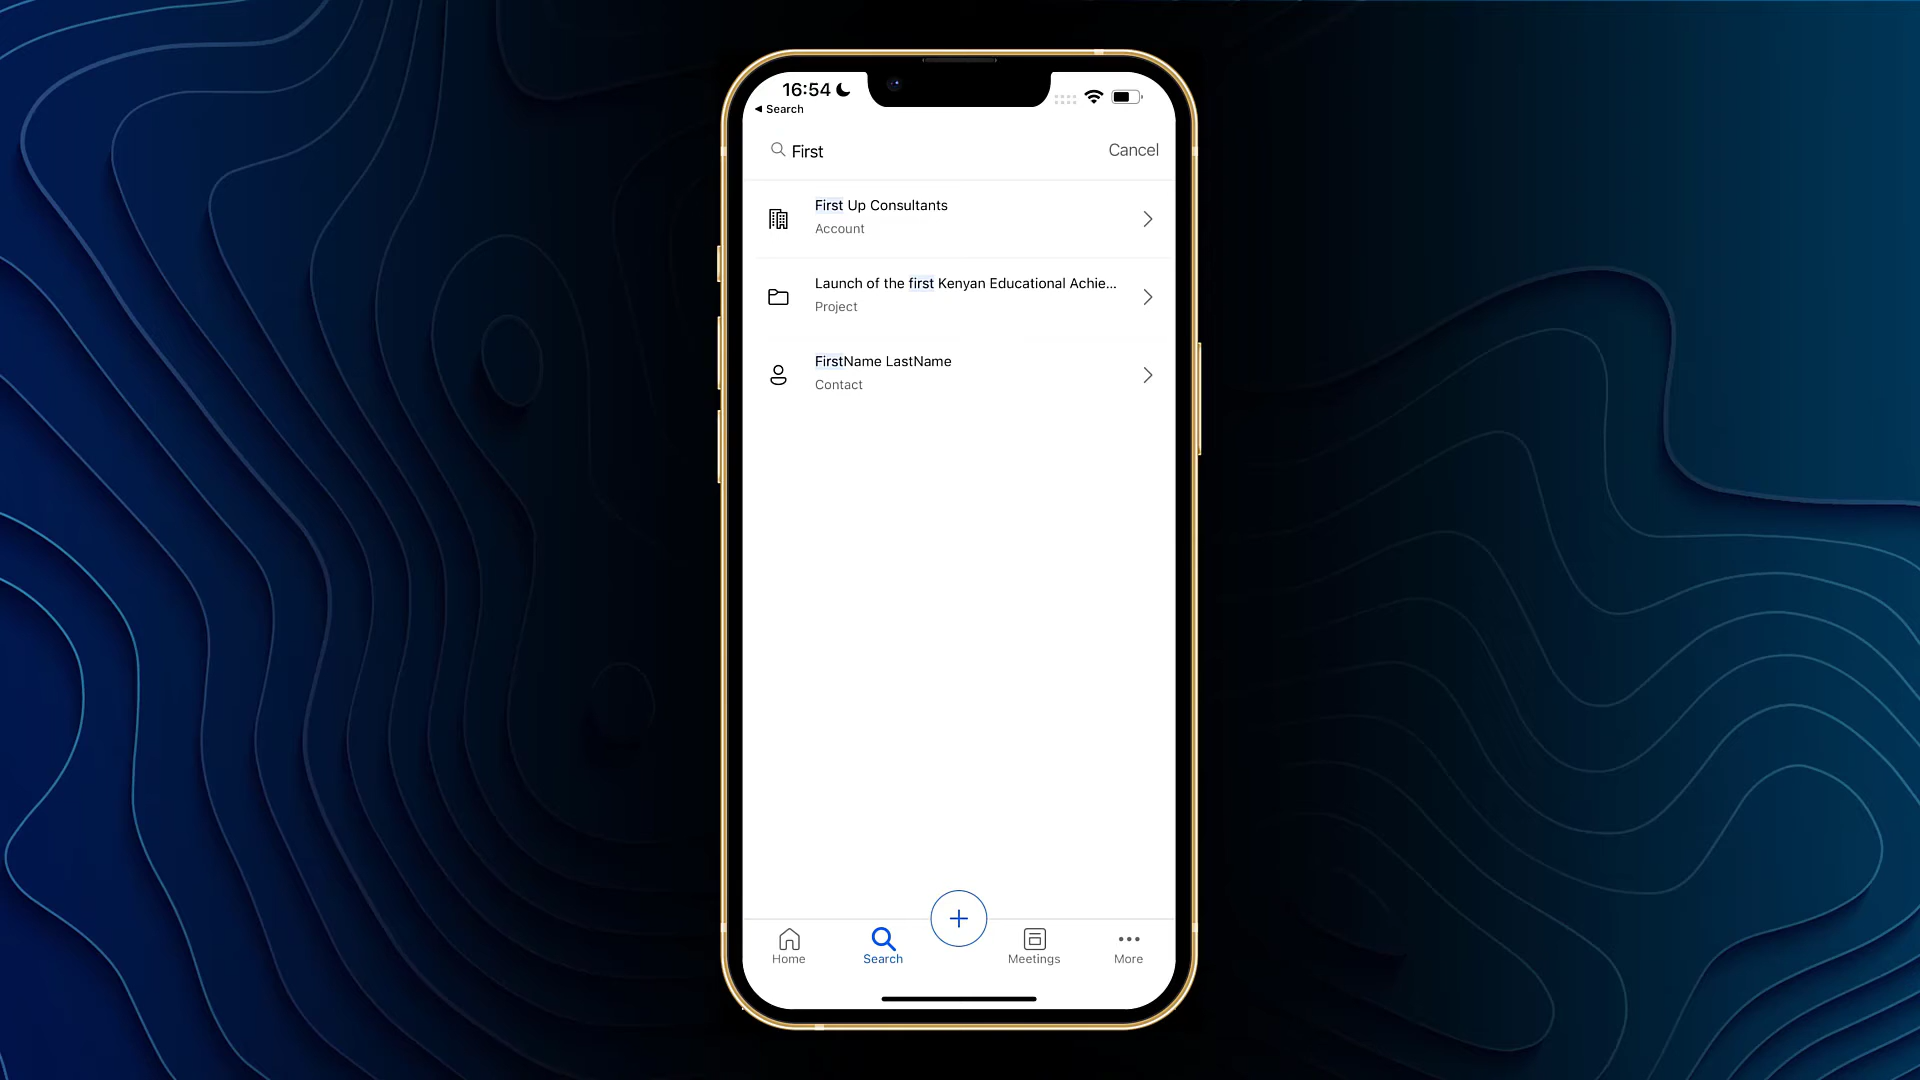 16:54
◀ Search
First
Cancel
First Up Consultants
Account
Launch of the first Kenyan Educational Achie...
Project
FirstName LastName
Contact
Home
Search
Meetings
More